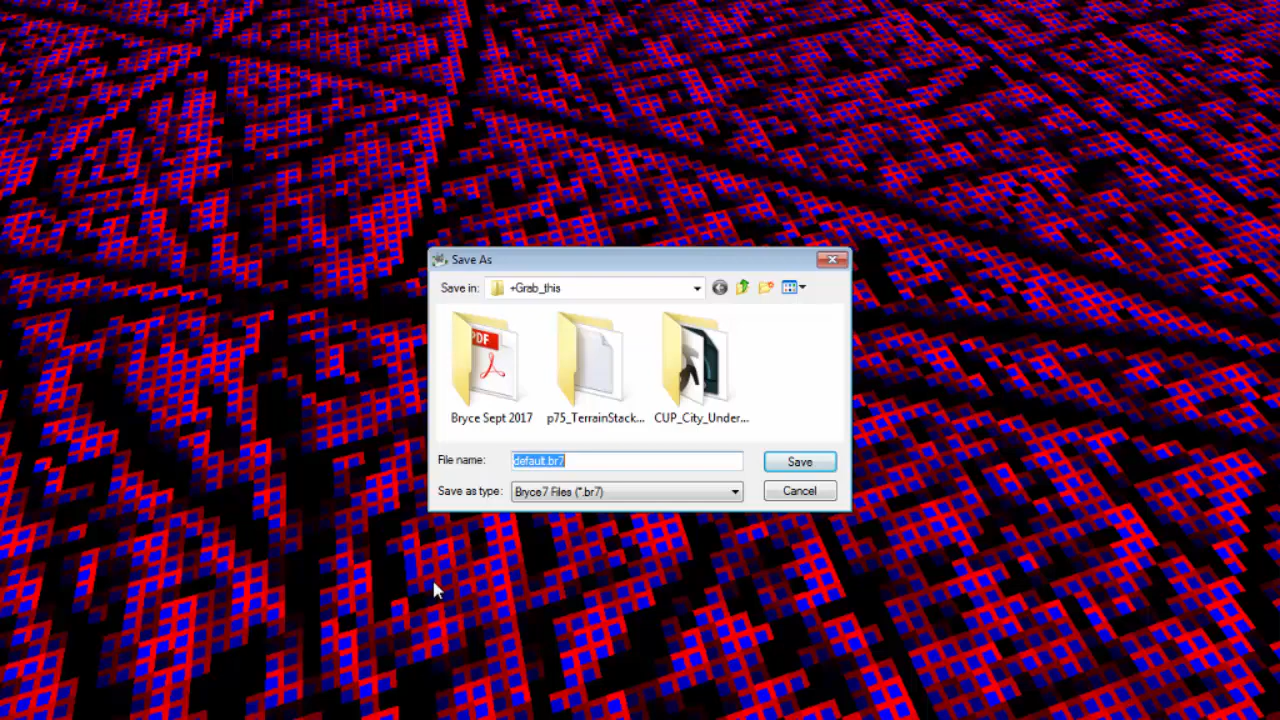 Save As
Save in: +Grab_this
PDF
Bryce Sept 2017 p75_TerrainStack... CUP_City_Under...
File name: default.br7 Save
Save as type: Bryce7 Files (*.br7) Cancel